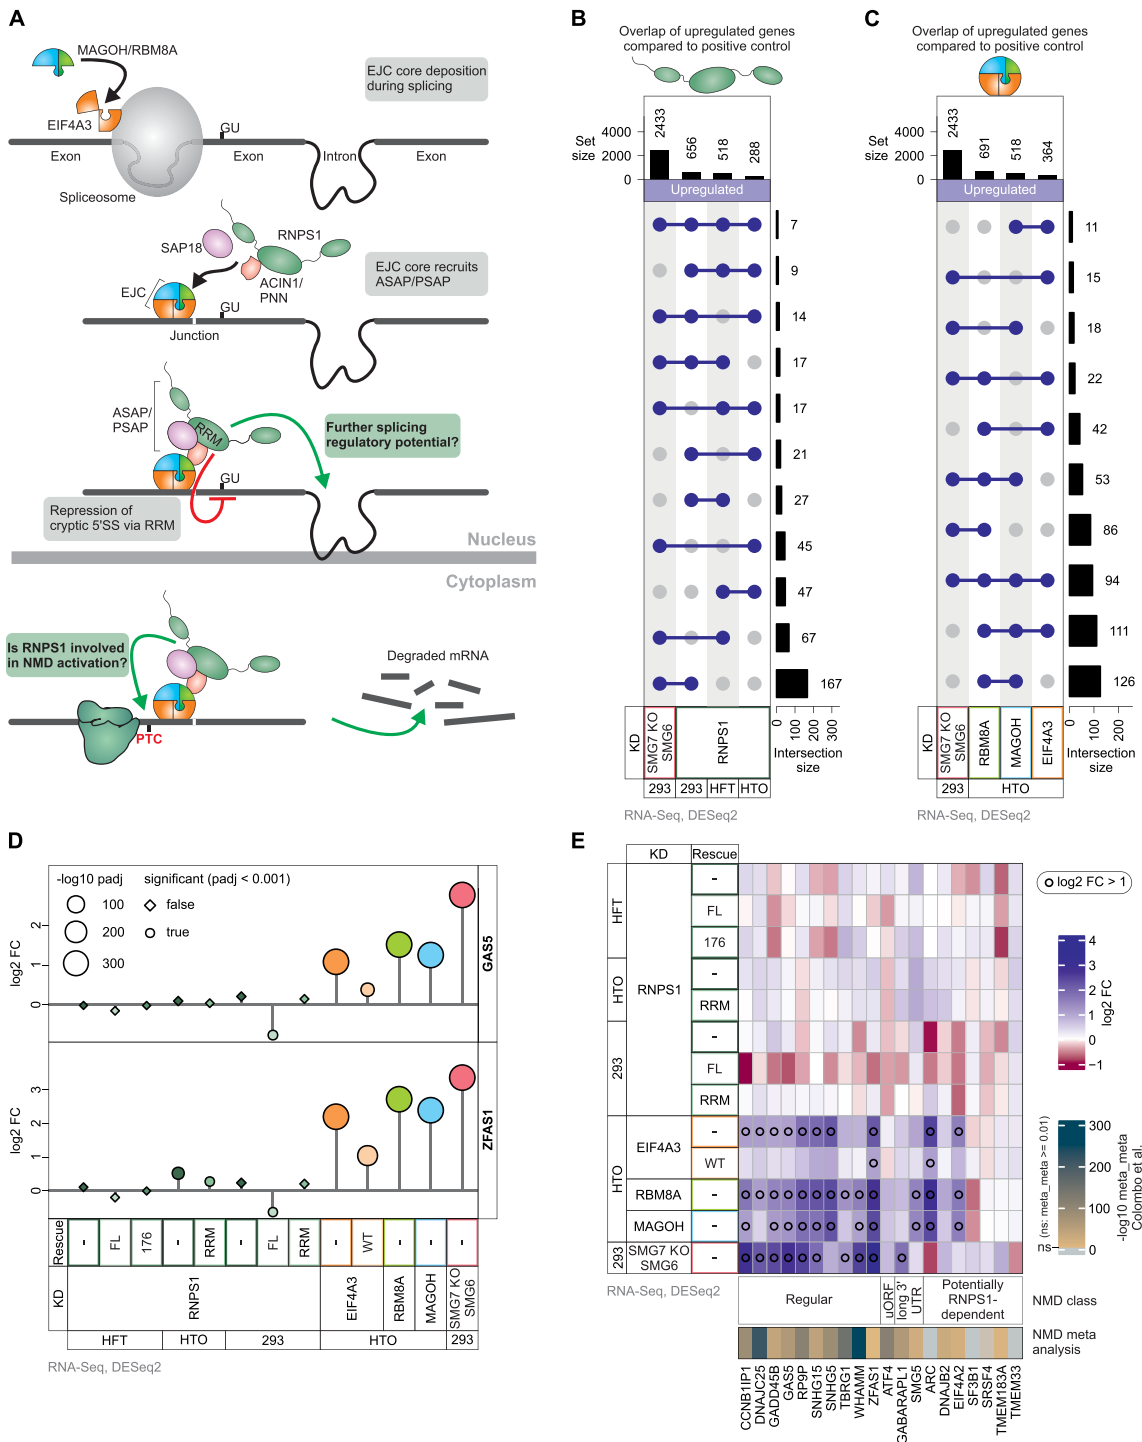 A
MAGOH/RBM8A
EJC core deposition
during splicing
EIF4A3
GU
Exon
Exon
Intron
Exon
Spliceosome
SAP18
RNPS1
EJC core recruits
ASAP/PSAP
EJC
ACIN1/
PNN
GU
Junction
ASAP/
PSAP
RRM
Further splicing
regulatory potential?
GU
Repression of
cryptic 5'SS via RRM
Nucleus
Cytoplasm
Is RNPS1 involved
in NMD activation?
Degraded mRNA
PTC
B
Overlap of upregulated genes
compared to positive control
Set
size
4000
2000
0
2433
656
518
288
Upregulated
7
9
14
17
17
21
27
45
47
67
167
KD
SMG7 KO
SMG6
RNPS1
293
293
HFT
HTO
0
100
200
300
Intersection
size
RNA-Seq, DESeq2
C
Overlap of upregulated genes
compared to positive control
Set
size
4000
2000
0
2433
691
518
364
Upregulated
11
15
18
22
42
53
86
94
111
126
KD
SMG7 KO
SMG6
RBM8A
MAGOH
EIF4A3
293
HTO
0
100
200
Intersection
size
RNA-Seq, DESeq2
D
-log10 padj
100
200
300
significant (padj < 0.001)
false
true
log2 FC
2
1
0
GAS5
log2 FC
3
2
1
0
ZFAS1
Rescue
-
FL
176
-
RRM
-
FL
RRM
-
WT
-
-
-
KD
RNPS1
EIF4A3
RBM8A
MAGOH
SMG7 KO
SMG6
HFT
HTO
293
HTO
293
RNA-Seq, DESeq2
E
KD
Rescue
HFT
HTO
293
HTO
293
RNPS1
-
FL
176
-
RRM
-
FL
RRM
EIF4A3
-
WT
RBM8A
-
MAGOH
-
SMG7 KO
SMG6
-
RNA-Seq, DESeq2
log2 FC > 1
4
3
2
1
0
-1
log2 FC
300
200
100
0
ns
(ns: meta_meta >= 0.01)
-log10 meta_meta
Colombo et al.
Regular
uORF
long 3'
UTR
Potentially
RNPS1-
dependent
NMD class
NMD meta
analysis
CCNB1IP1
DNAJC25
GADD45B
GAS5
RP9P
SNHG15
SNHG5
TBRG1
WHAMM
ZFAS1
ATF4
GABARAPL1
SMG5
ARC
DNAJB2
EIF4A2
SF3B1
SRSF4
TMEM183A
TMEM33